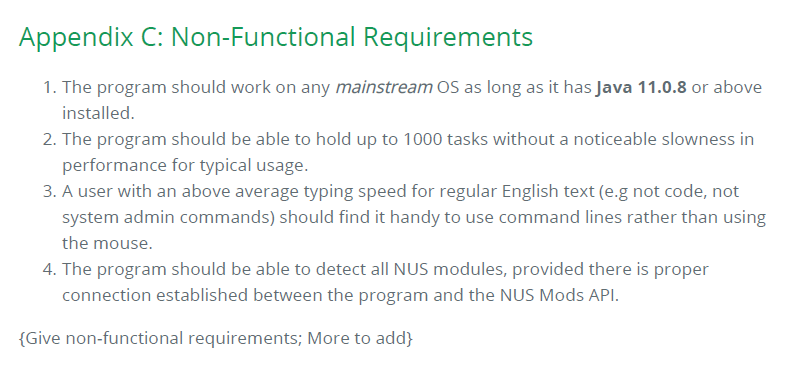 Appendix C: Non-Functional Requirements
1. The program should work on any mainstream OS as long as it has Java 11.0.8 or above
installed.
2. The program should be able to hold up to 1000 tasks without a noticeable slowness in
performance for typical usage.
3. A user with an above average typing speed for regular English text (e.g not code, not
system admin commands) should find it handy to use command lines rather than using
the mouse.
4. The program should be able to detect all NUS modules, provided there is proper
connection established between the program and the NUS Mods API.
{Give non-functional requirements; More to add}